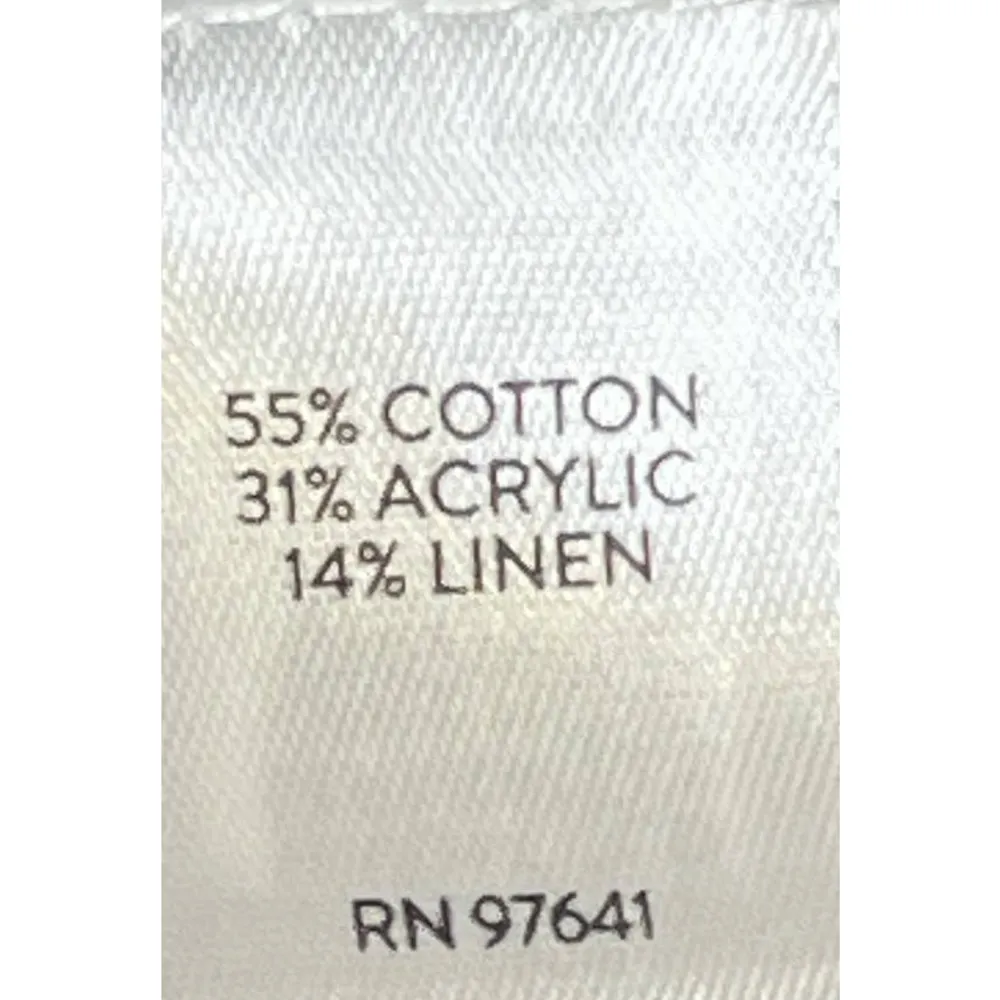 55% COTTON
31% ACRYLIC
14% LINEN
RN 97641